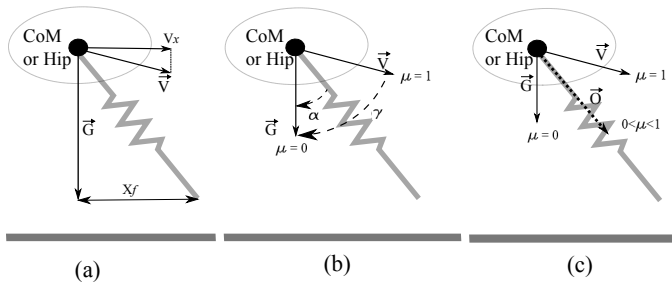 CoM
or Hip
Vx
V
G
Xf
(a)
CoM
or Hip
V
μ = 1
α
G
γ
μ = 0
(b)
CoM
or Hip
V
μ = 1
G
O
0<μ<1
μ = 0
(c)